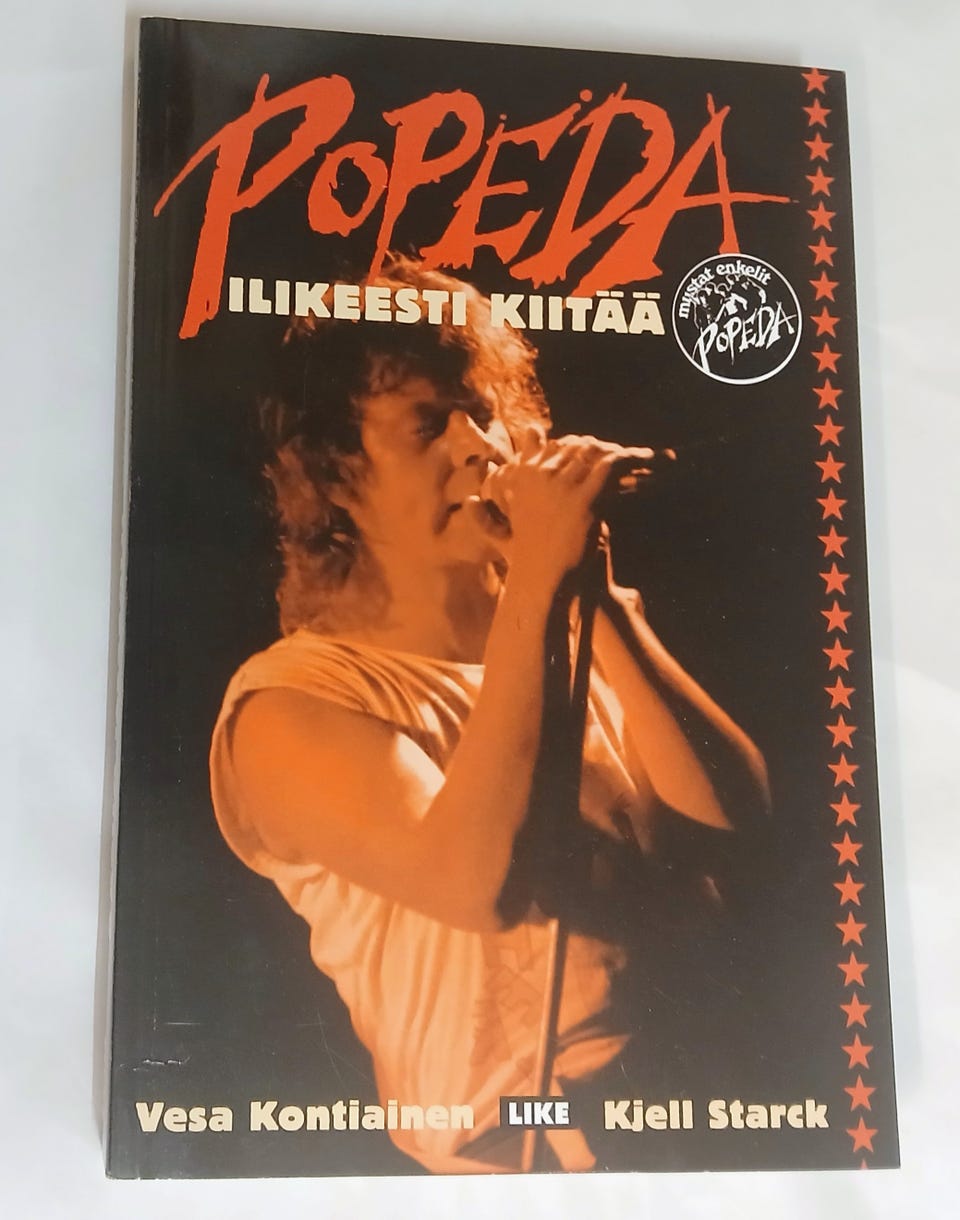 POPEDA
ILIKEESTI KIITÄÄ
mustat enkelit
POPEDA
Vesa Kontiainen LIKE Kjell Starck